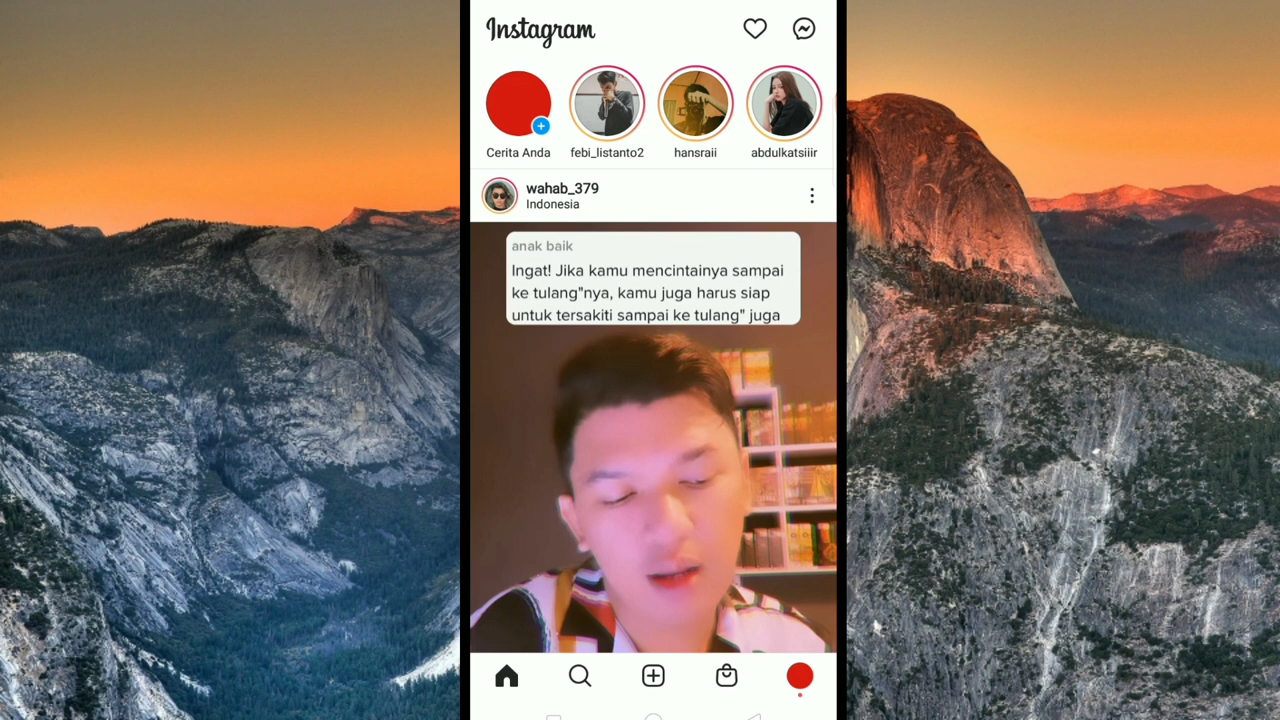 Instagram
Cerita Anda
febi_listanto2
hansraii
abdulkatsiiir
wahab_379
Indonesia
anak baik
Ingat! Jika kamu mencintainya sampai
ke tulang"nya, kamu juga harus siap
untuk tersakiti sampai ke tulang" juga